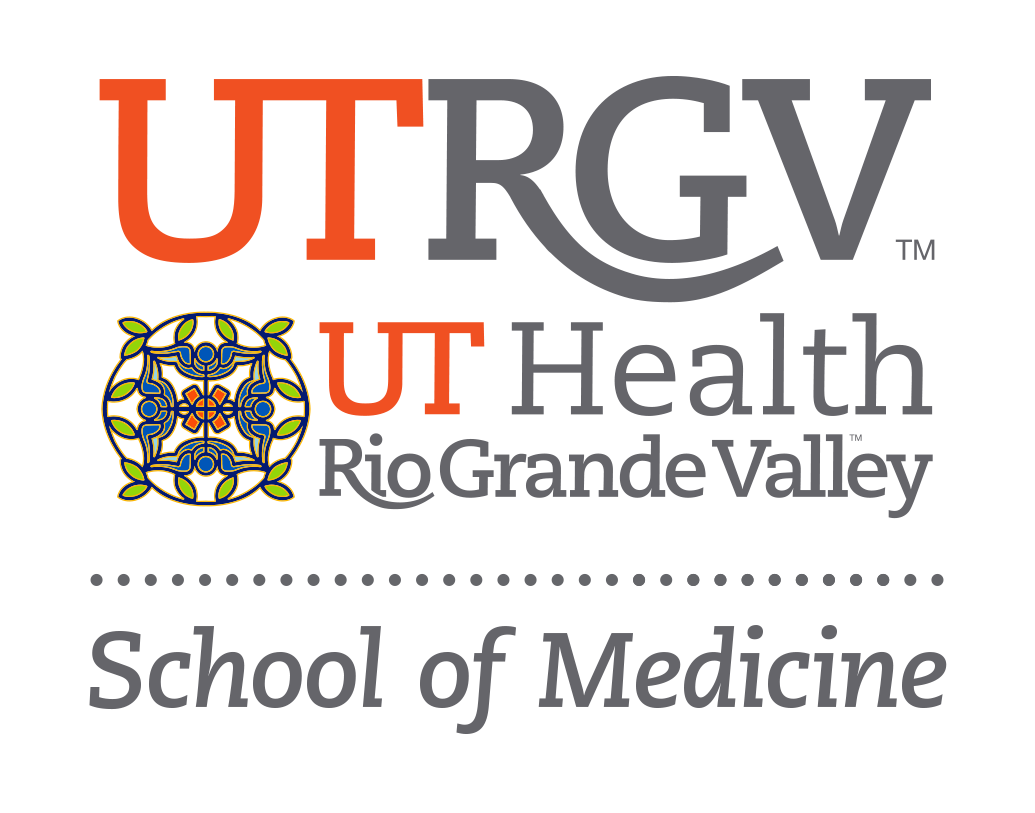 UTRGV™
UT Health
Rio Grande Valley™
School of Medicine